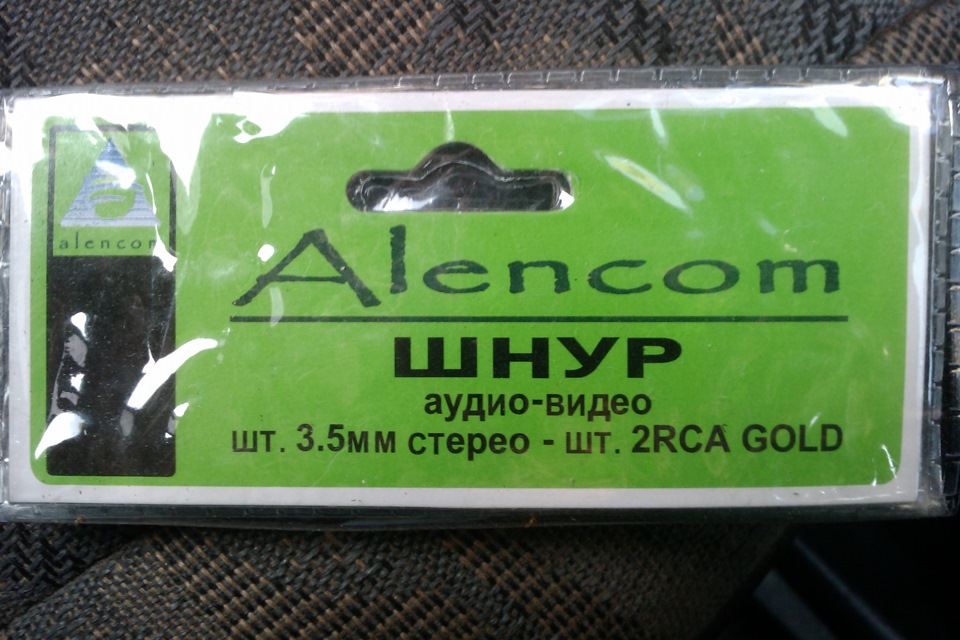 alencom
Alencom
ШНУР
аудио-видео
шт. 3.5мм стерео - шт. 2RCA GOLD